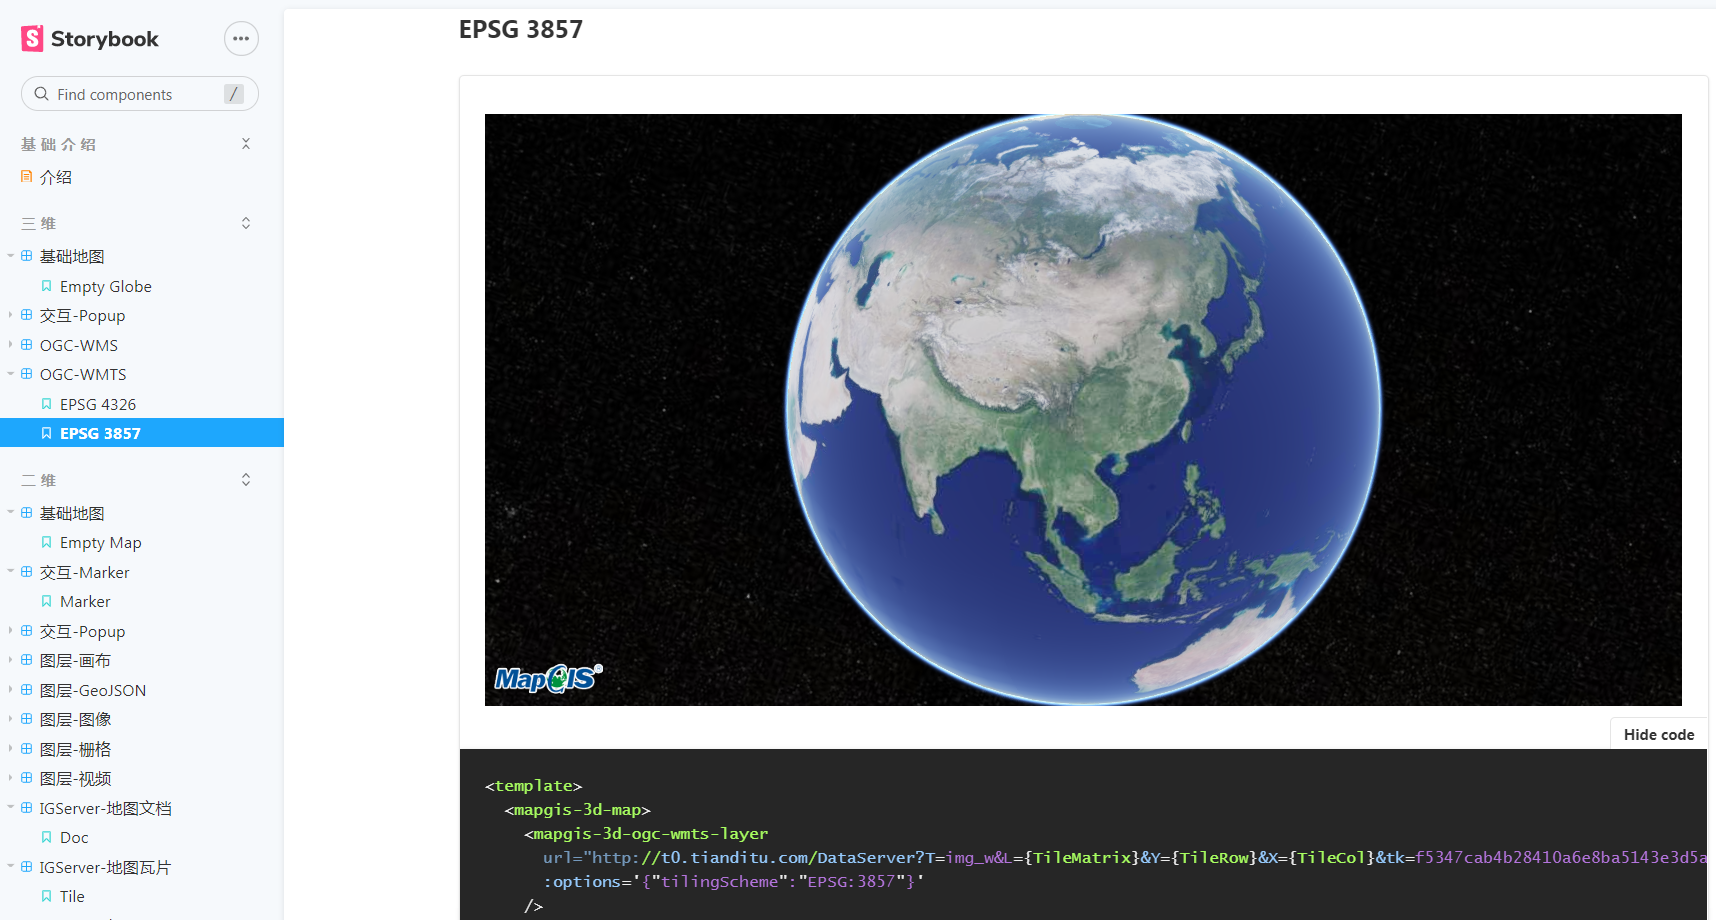 Storybook
Find components
/
基础介绍
介绍
三维
基础地图
Empty Globe
交互-Popup
OGC-WMS
OGC-WMTS
EPSG 4326
EPSG 3857
二维
基础地图
Empty Map
交互-Marker
Marker
交互-Popup
图层-画布
图层-GeoJSON
图层-图像
图层-栅格
图层-视频
IGServer-地图文档
Doc
IGServer-地图瓦片
Tile
EPSG 3857
MapGIS®
Hide code
<template>
<mapgis-3d-map>
<mapgis-3d-ogc-wmts-layer
url="http://t0.tianditu.com/DataServer?T=img_w&L={TileMatrix}&Y={TileRow}&X={TileCol}&tk=f5347cab4b28410a6e8ba5143e3d5a
:options='{"tilingScheme":"EPSG:3857"}'
/>